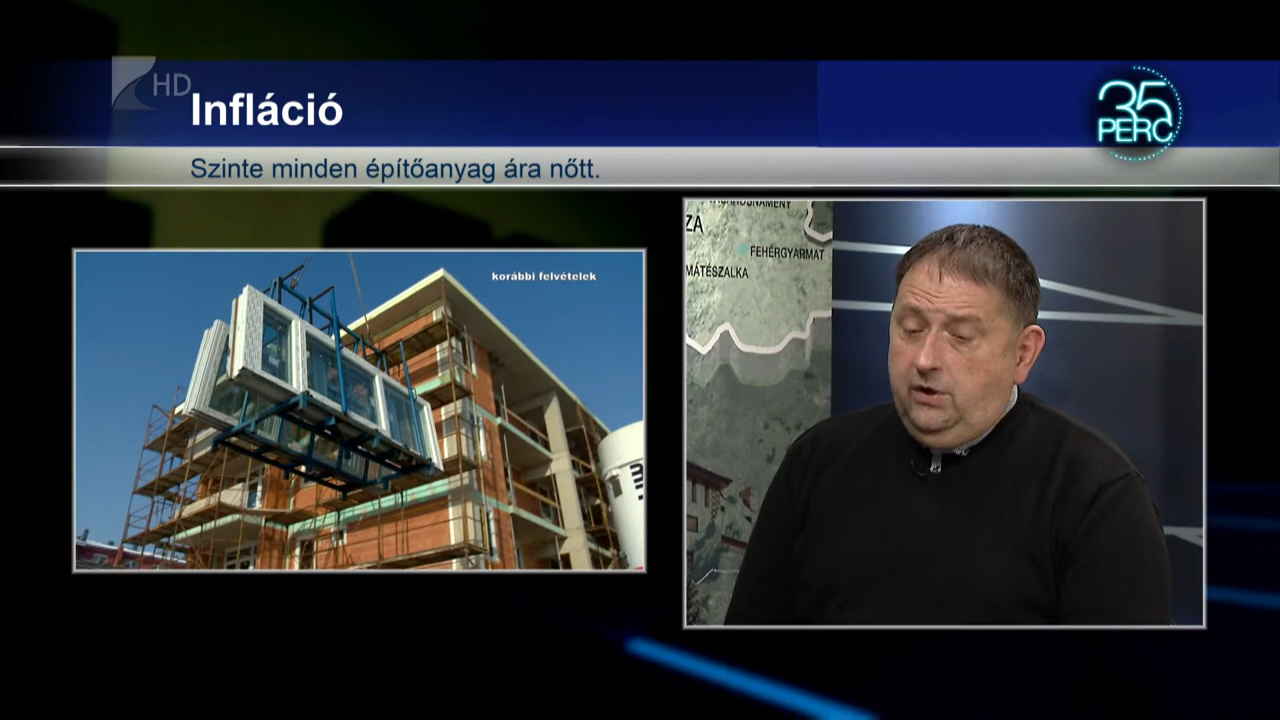 HD
Infláció
35
PERC
Szinte minden építőanyag ára nőtt.
korábbi felvételek
ZA
FEHÉRGYARMAT
MÁTÉSZALKA